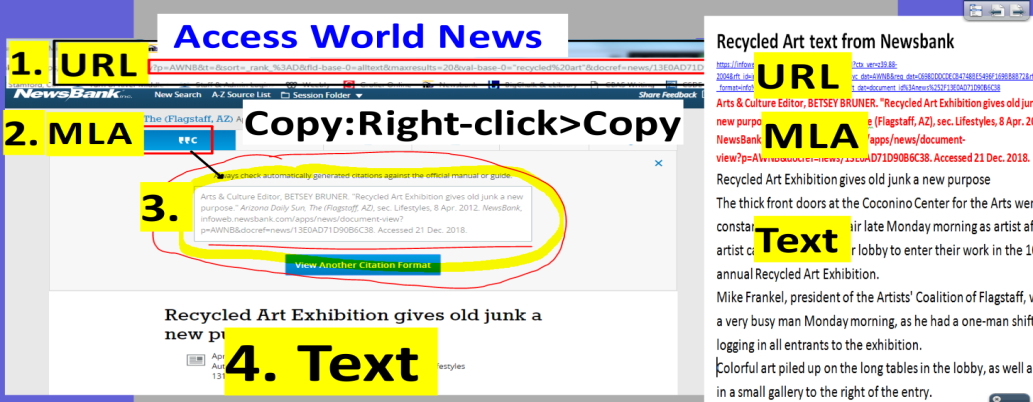 Access World News
1. URL
?p=AWNB&t=&sort=_rank_%3AD&fld-base-0=alltext&maxresults=20&val-base-0="recycled%20art"&docref=news/13E0AD71D
NewsBank inc. New Search A-Z Source List Session Folder ▼ Share Feedback
2. MLA
The (Flagstaff, AZ)
Copy:Right-click>Copy
Always check automatically generated citations against the official manual or guide.
3.
Arts & Culture Editor, BETSEY BRUNER. "Recycled Art Exhibition gives old junk a new
purpose." Arizona Daily Sun, The (Flagstaff, AZ), sec. Lifestyles, 8 Apr. 2012. NewsBank,
infoweb.newsbank.com/apps/news/document-view?
p=AWNB&docref=news/13E0AD71D90B6C38. Accessed 21 Dec. 2018.
View Another Citation Format
Recycled Art Exhibition gives old junk a
new
4. Text
Recycled Art text from Newsbank
URL
Arts & Culture Editor, BETSEY BRUNER. "Recycled Art Exhibition gives old
new (Flagstaff, AZ), sec. Lifestyles, 8 Apr.
MLA
NewsBank /apps/news/document-
view?p=AWNB&docref=news/13E0AD71D90B6C38. Accessed 21 Dec. 2018.
Recycled Art Exhibition gives old junk a new purpose
The thick front doors at the Coconino Center for the Arts
air late Monday morning as artist
Text
artist lobby to enter their work in the
annual Recycled Art Exhibition.
Mike Frankel, president of the Artists' Coalition of Flagstaff,
a very busy man Monday morning, as he had a one-man
logging in all entrants to the exhibition.
Colorful art piled up on the long tables in the lobby, as well
in a small gallery to the right of the entry.